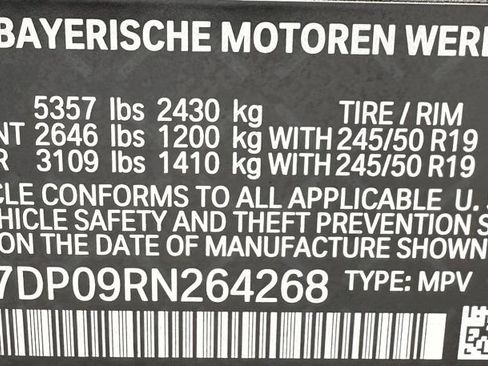 BAYERISCHE MOTOREN WER
5357 lbs 2430 kg TIRE / RIM
NT 2646 lbs 1200 kg WITH 245/50 R19
R 3109 lbs 1410 kg WITH 245/50 R19
CLE CONFORMS TO ALL APPLICABLE U. S
VEHICLE SAFETY AND THEFT PREVENTION S
ON THE DATE OF MANUFACTURE SHOWN
7DP09RN264268 TYPE: MPV